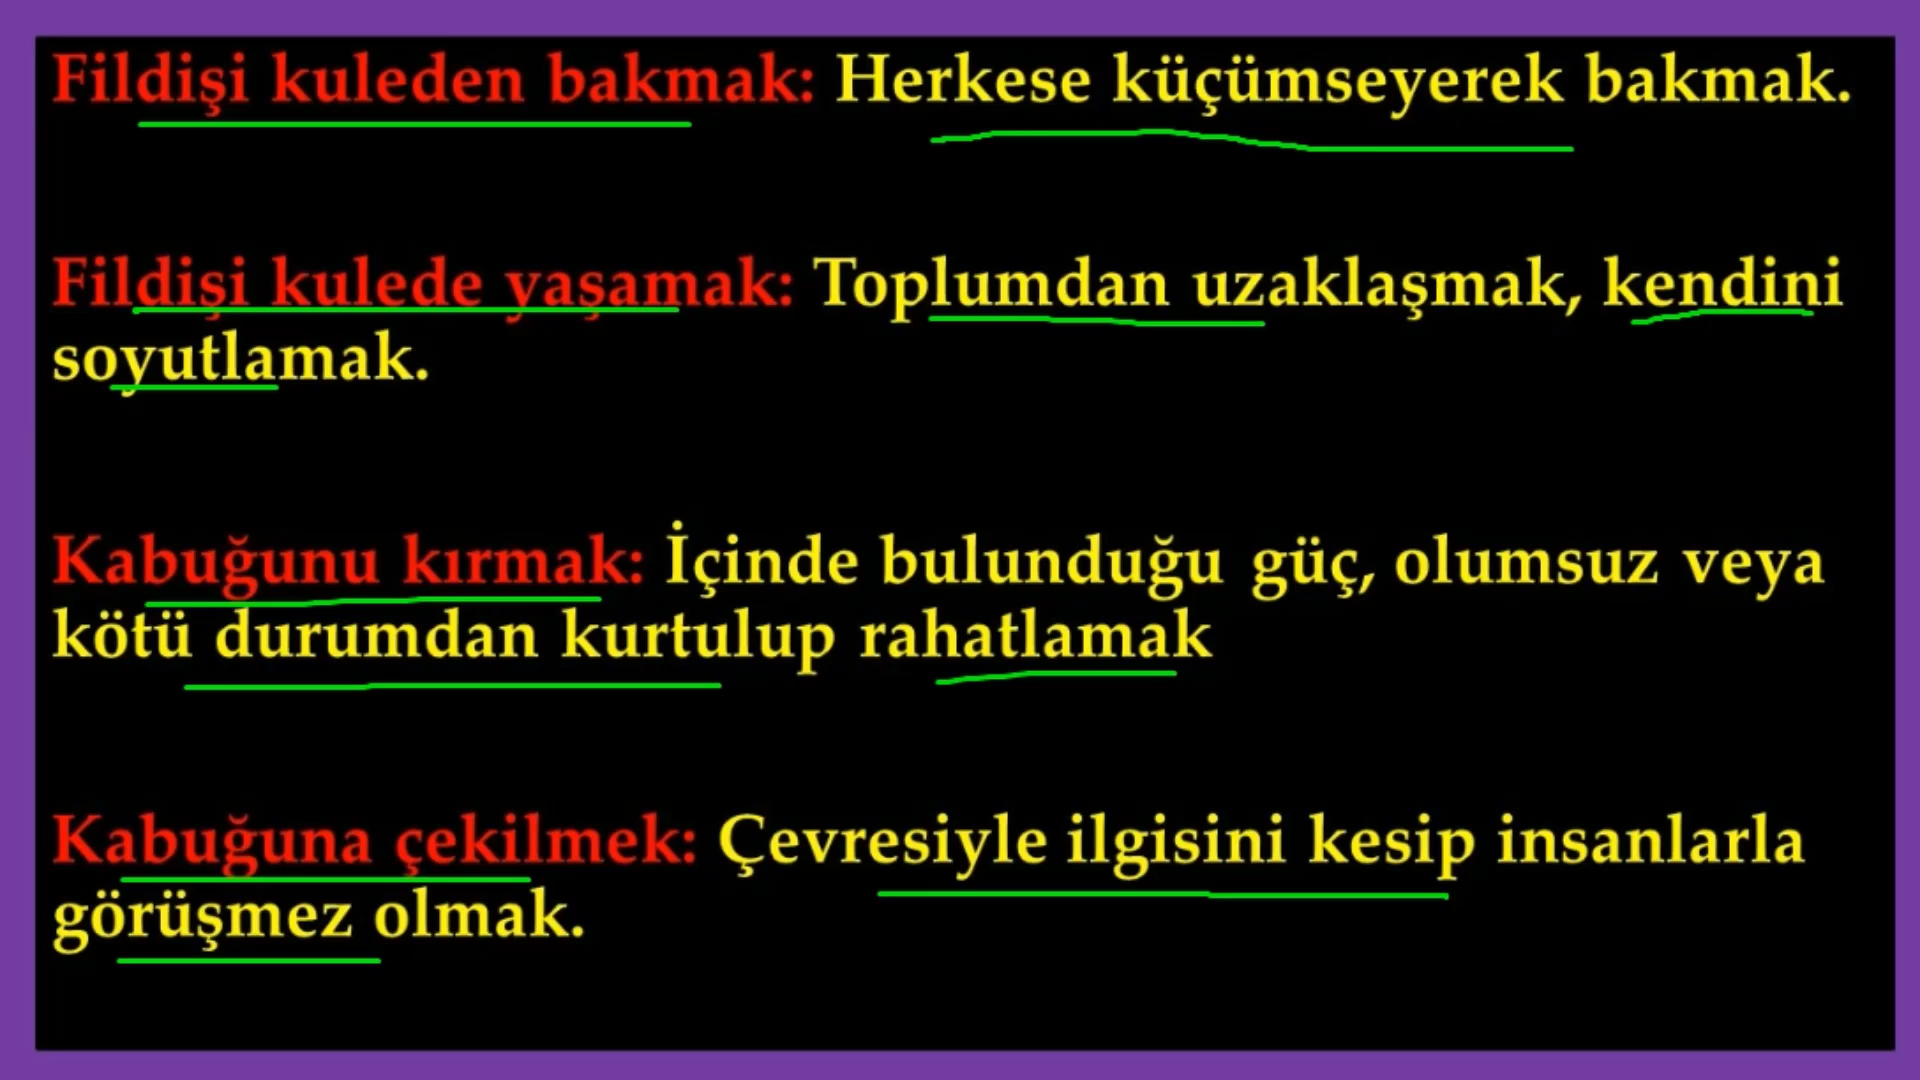 Fildişi kuleden bakmak: Herkese küçümseyerek bakmak.
Fildişi kulede yaşamak: Toplumdan uzaklaşmak, kendini
soyutlamak.
Kabuğunu kırmak: İçinde bulunduğu güç, olumsuz veya
kötü durumdan kurtulup rahatlamak
Kabuğuna çekilmek: Çevresiyle ilgisini kesip insanlarla
görüşmez olmak.